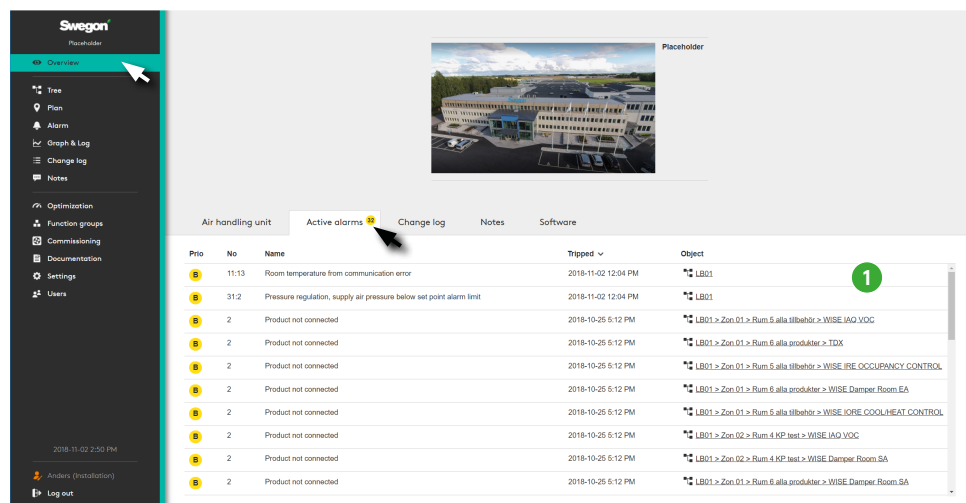 Swegon
Placeholder
Overview
Tree
Plan
Alarm
Graph & Log
Change log
Notes
Optimization
Function groups
Commissioning
Documentation
Settings
Users
2018-11-02 2:50 PM
Anders (Installation)
Log out
Placeholder
Swegon
Air handling unit Active alarms 32 Change log Notes Software
Prio No Name Tripped Object
B 11:13 Room temperature from communication error 2018-11-02 12:04 PM LB01
1
B 31:2 Pressure regulation, supply air pressure below set point alarm limit 2018-11-02 12:04 PM LB01
B 2 Product not connected 2018-10-25 5:12 PM LB01 > Zon 01 > Rum 5 alla tillbehör > WISE IAQ VOC
B 2 Product not connected 2018-10-25 5:12 PM LB01 > Zon 01 > Rum 6 alla produkter > TDX
B 2 Product not connected 2018-10-25 5:12 PM LB01 > Zon 01 > Rum 5 alla tillbehör > WISE IRE OCCUPANCY CONTROL
B 2 Product not connected 2018-10-25 5:12 PM LB01 > Zon 01 > Rum 6 alla produkter > WISE Damper Room EA
B 2 Product not connected 2018-10-25 5:12 PM LB01 > Zon 01 > Rum 5 alla tillbehör > WISE IORE COOL/HEAT CONTROL
B 2 Product not connected 2018-10-25 5:12 PM LB01 > Zon 02 > Rum 4 KP test > WISE IAQ VOC
B 2 Product not connected 2018-10-25 5:12 PM LB01 > Zon 02 > Rum 4 KP test > WISE Damper Room SA
B 2 Product not connected 2018-10-25 5:12 PM LB01 > Zon 01 > Rum 6 alla produkter > WISE Damper Room SA